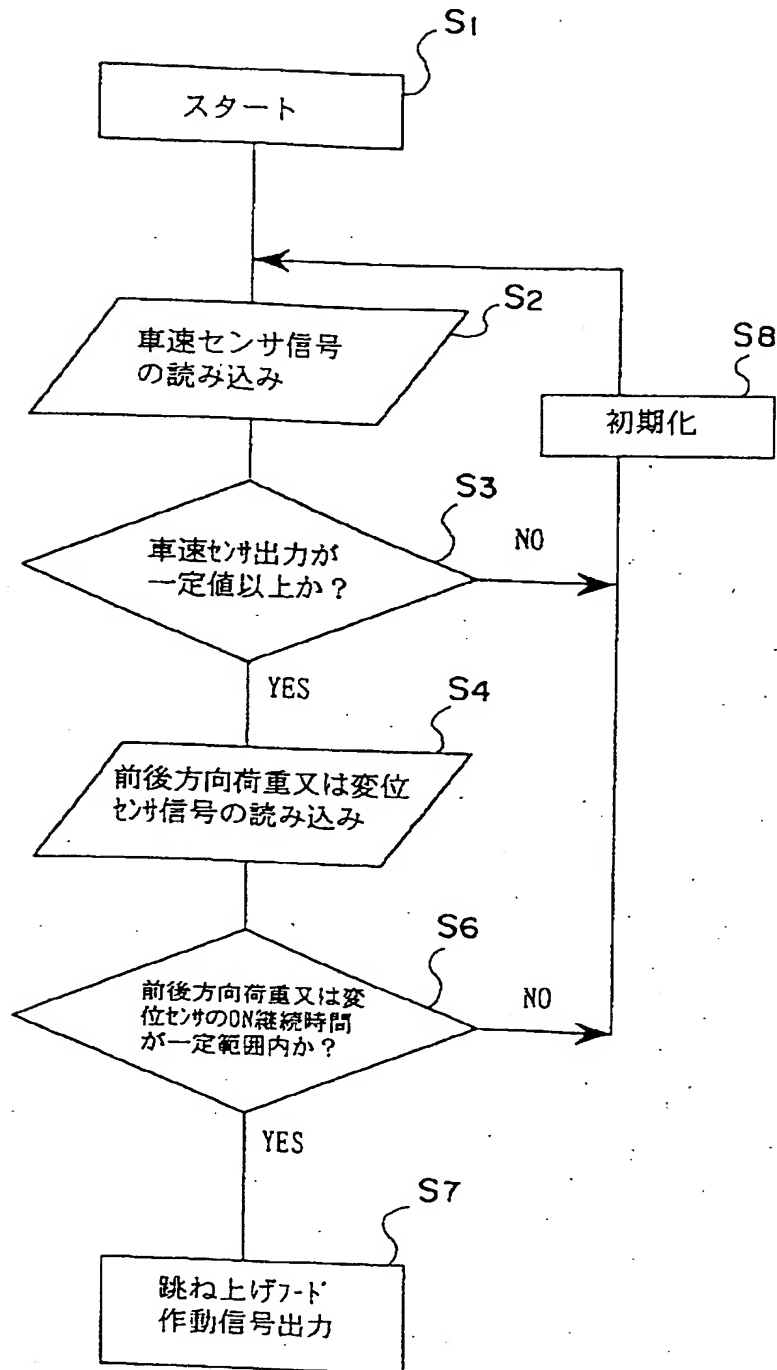 S1
スタート
S2
車速センサ信号
の読み込み
S8
初期化
S3
車速ｾﾝｻ出力が
一定値以上か？
NO
YES
S4
前後方向荷重又は変位
ｾﾝｻ信号の読み込み
S6
前後方向荷重又は変
位ｾﾝｻのON継続時間
が一定範囲内か？
NO
YES
S7
跳ね上げﾌｰﾄﾞ
作動信号出力